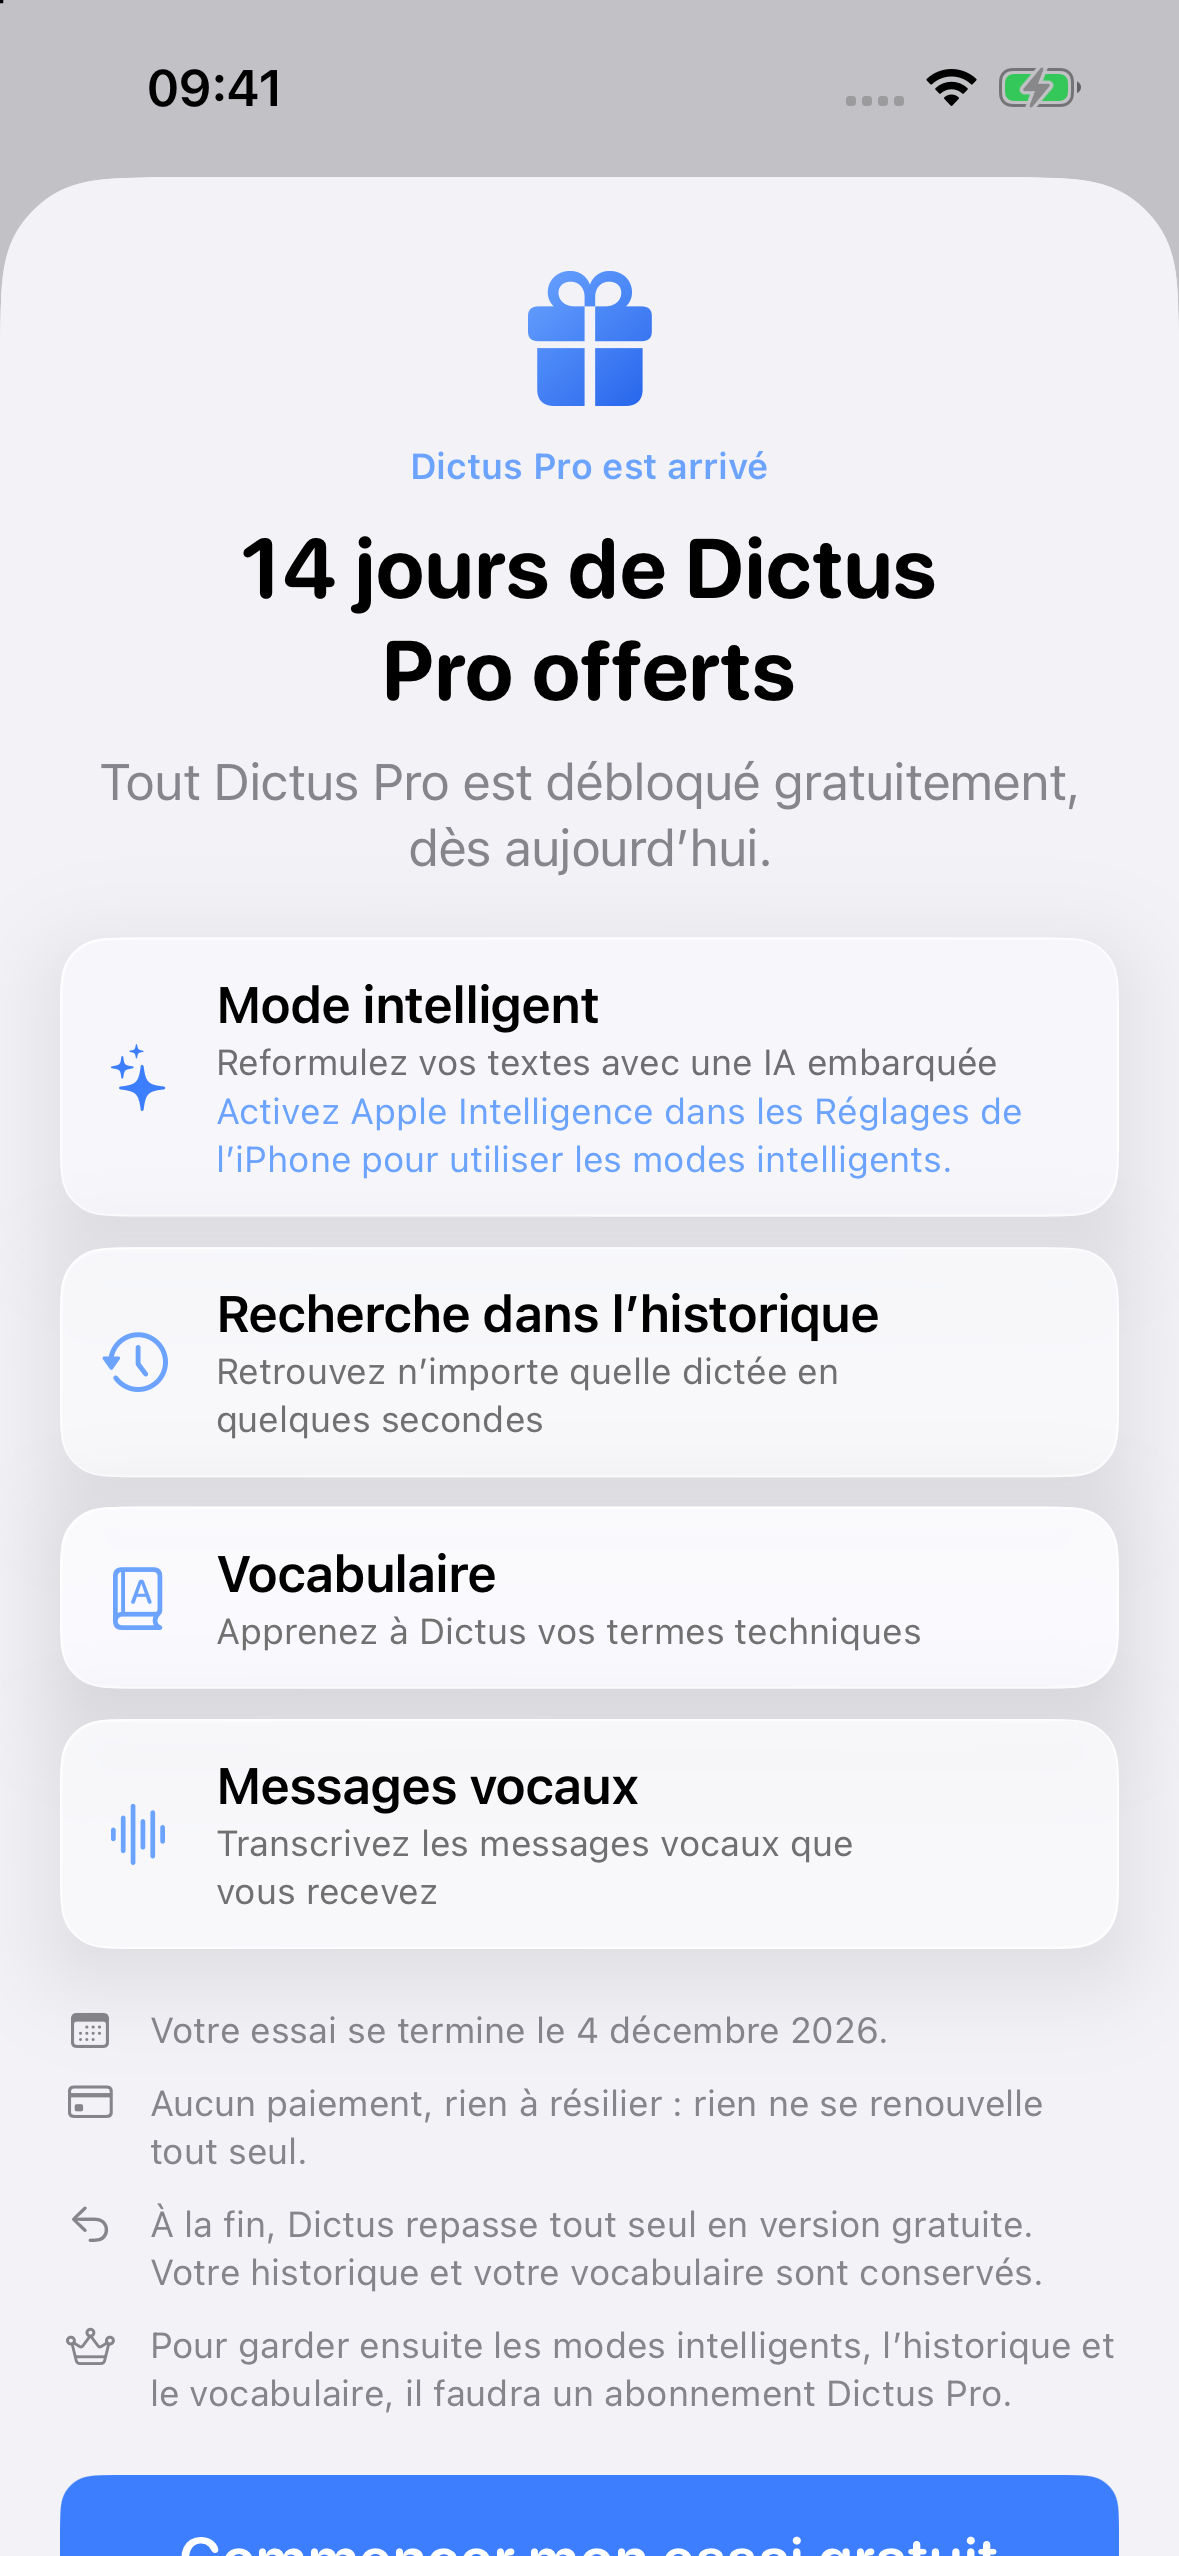 09:41
Dictus Pro est arrivé
14 jours de Dictus
Pro offerts
Tout Dictus Pro est débloqué gratuitement,
dès aujourd’hui.
Mode intelligent
Reformulez vos textes avec une IA embarquée
Activez Apple Intelligence dans les Réglages de
l’iPhone pour utiliser les modes intelligents.
Recherche dans l’historique
Retrouvez n’importe quelle dictée en
quelques secondes
A
Vocabulaire
Apprenez à Dictus vos termes techniques
Messages vocaux
Transcrivez les messages vocaux que
vous recevez
Votre essai se termine le 4 décembre 2026.
Aucun paiement, rien à résilier : rien ne se renouvelle
tout seul.
À la fin, Dictus repasse tout seul en version gratuite.
Votre historique et votre vocabulaire sont conservés.
Pour garder ensuite les modes intelligents, l’historique et
le vocabulaire, il faudra un abonnement Dictus Pro.
Commencer mon essai gratuit